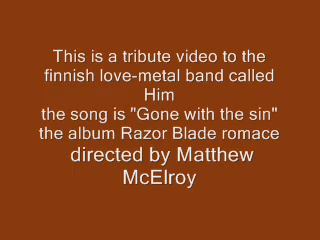 This is a tribute video to the
finnish love-metal band called
Him
the song is "Gone with the sin"
the album Razor Blade romace
directed by Matthew
McElroy